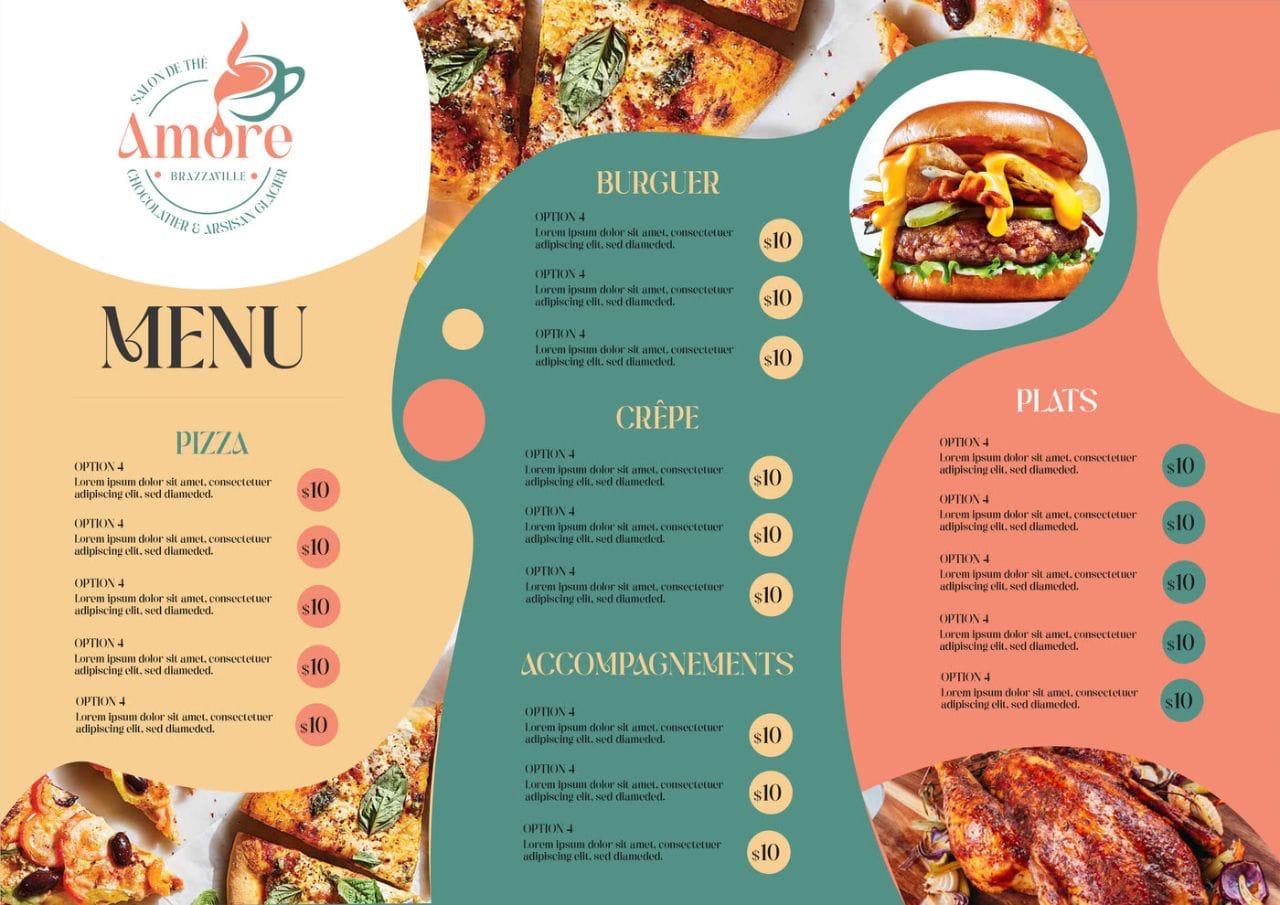 SALON DE THÉ
Amore
BRAZZAVILLE
CHOCOLATIER & ARSISAN GLACIER
MENU
PIZZA
OPTION 4
Lorem ipsum dolor sit amet, consectetuer
adipiscing elit, sed diameded.
$10
OPTION 4
Lorem ipsum dolor sit amet, consectetuer
adipiscing elit, sed diameded.
$10
OPTION 4
Lorem ipsum dolor sit amet, consectetuer
adipiscing elit, sed diameded.
$10
OPTION 4
Lorem ipsum dolor sit amet, consectetuer
adipiscing elit, sed diameded.
$10
OPTION 4
Lorem ipsum dolor sit amet, consectetuer
adipiscing elit, sed diameded.
$10
BURGUER
OPTION 4
Lorem ipsum dolor sit amet, consectetuer
adipiscing elit, sed diameded.
$10
OPTION 4
Lorem ipsum dolor sit amet, consectetuer
adipiscing elit, sed diameded.
$10
OPTION 4
Lorem ipsum dolor sit amet, consectetuer
adipiscing elit, sed diameded.
$10
CRÊPE
OPTION 4
Lorem ipsum dolor sit amet, consectetuer
adipiscing elit, sed diameded.
$10
OPTION 4
Lorem ipsum dolor sit amet, consectetuer
adipiscing elit, sed diameded.
$10
OPTION 4
Lorem ipsum dolor sit amet, consectetuer
adipiscing elit, sed diameded.
$10
ACCOMPAGNEMENTS
OPTION 4
Lorem ipsum dolor sit amet, consectetuer
adipiscing elit, sed diameded.
$10
OPTION 4
Lorem ipsum dolor sit amet, consectetuer
adipiscing elit, sed diameded.
$10
OPTION 4
Lorem ipsum dolor sit amet, consectetuer
adipiscing elit, sed diameded.
$10
PLATS
OPTION 4
Lorem ipsum dolor sit amet, consectetuer
adipiscing elit, sed diameded.
$10
OPTION 4
Lorem ipsum dolor sit amet, consectetuer
adipiscing elit, sed diameded.
$10
OPTION 4
Lorem ipsum dolor sit amet, consectetuer
adipiscing elit, sed diameded.
$10
OPTION 4
Lorem ipsum dolor sit amet, consectetuer
adipiscing elit, sed diameded.
$10
OPTION 4
Lorem ipsum dolor sit amet, consectetuer
adipiscing elit, sed diameded.
$10